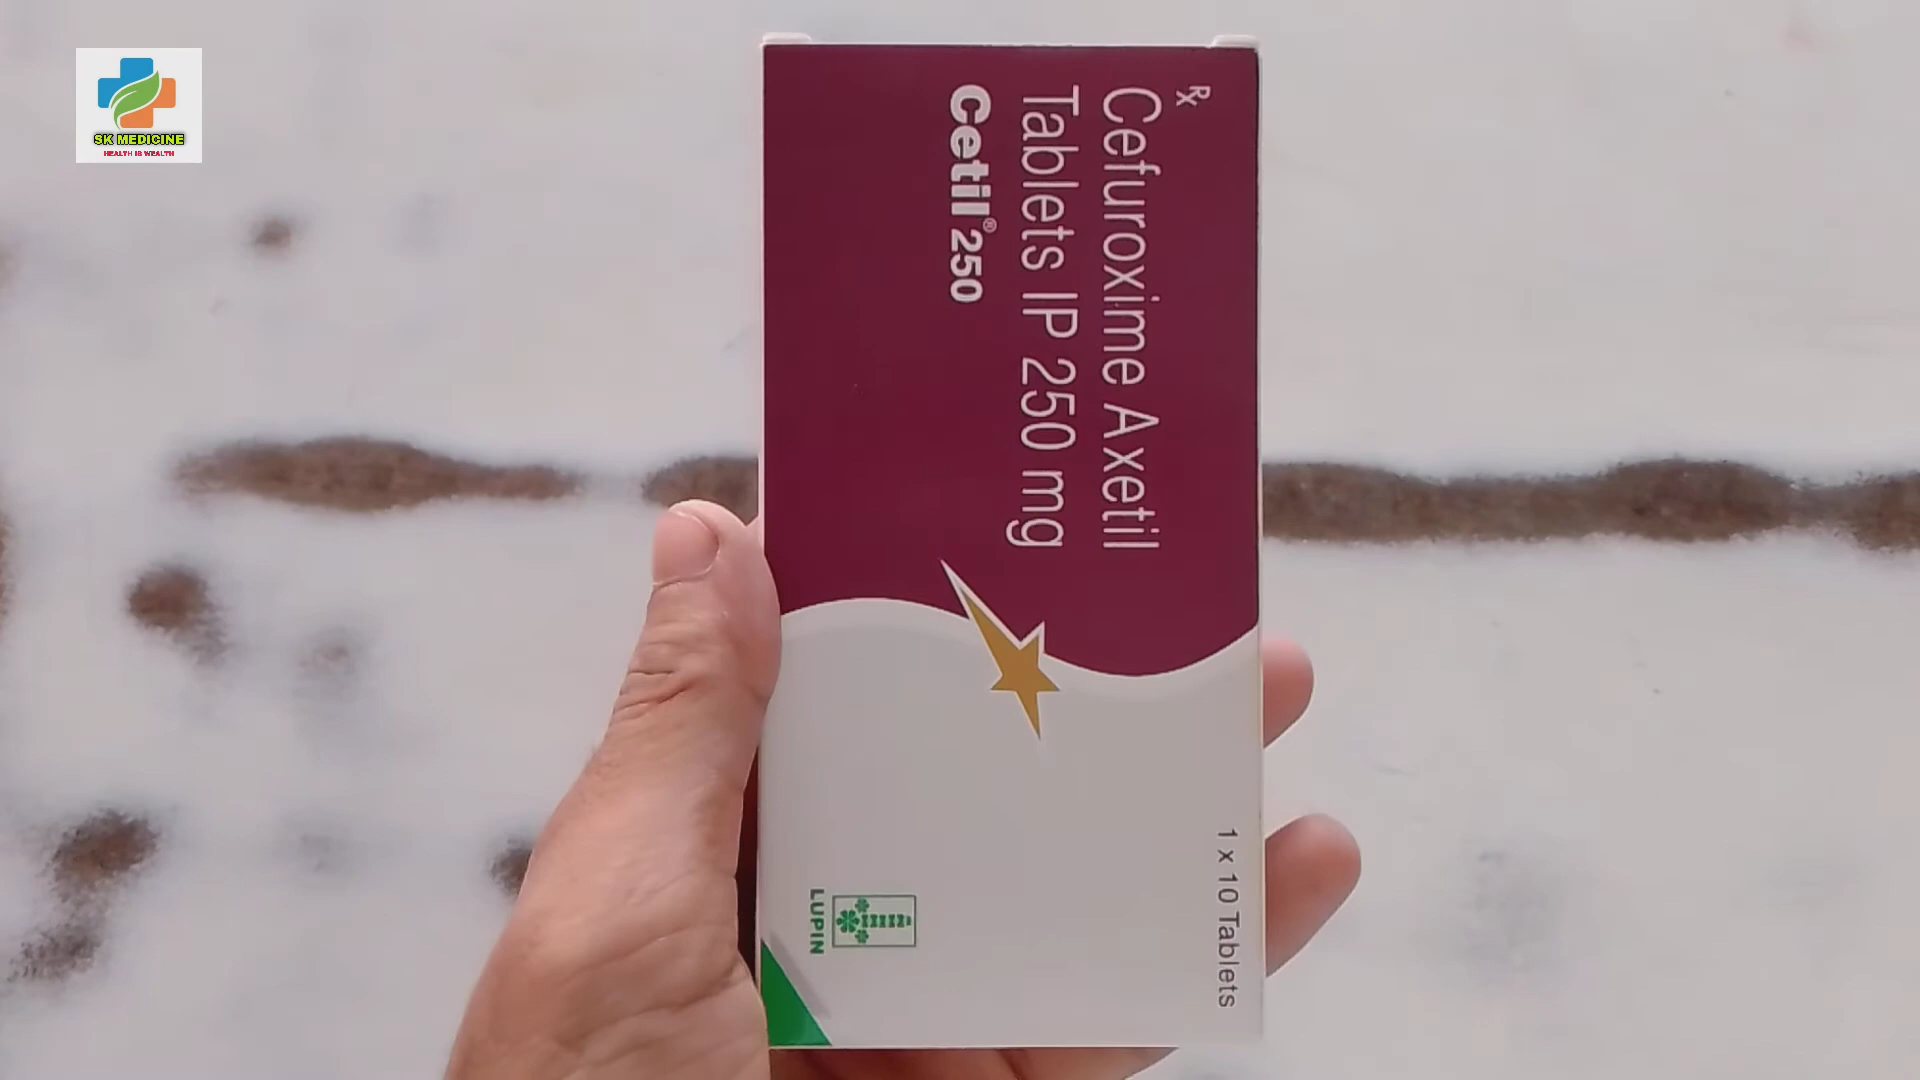 SK MEDICINE
HEALTH IS WEALTH
Rx
Cefuroxime Axetil
Tablets IP 250 mg
Cetil® 250
1 x 10 Tablets
LUPIN